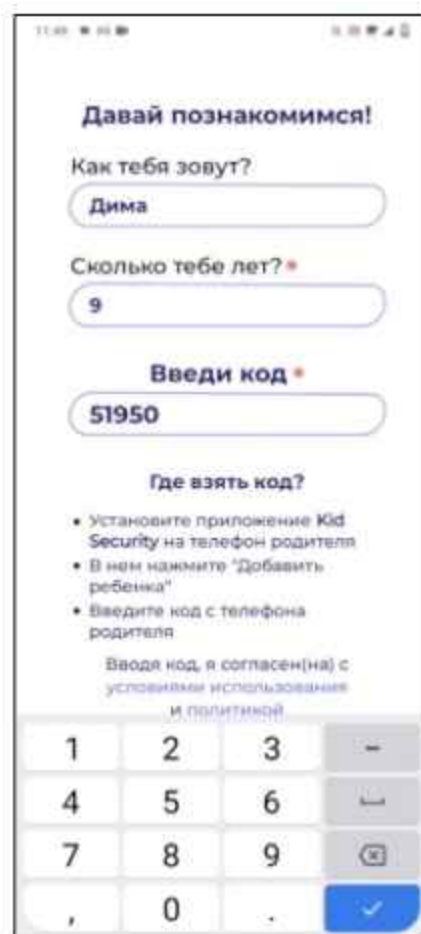 Давай познакомимся!
Как тебя зовут?
Дима
Сколько тебе лет? *
9
Введи код *
51950
Где взять код?
• Установите приложение Kid
Security на телефон родителя
• В нем нажмите "Добавить
ребенка"
• Введите код с телефона
родителя
Вводя код, я согласен(на) с
условиями использования
и политикой
1 2 3 -
4 5 6
7 8 9
, 0 .